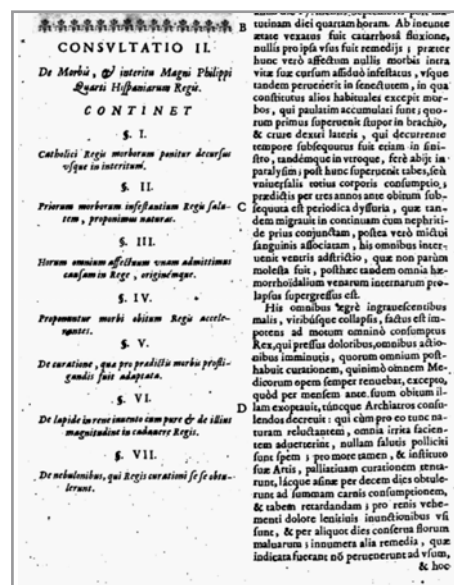 CONSVLTATIO II.
De Morbis, & interitu Magni Philippi
Quarti Hispaniarum Regis.
CONTINET
§. I.
Catholici Regis morborum ponitur decursus
vsque in interitum.
§. II.
Priorum morborum infestantium Regis salu-
tem, proponimus naturas.
§. III.
Horum omnium affectuum vnam admittimus
causam in Rege, originémque.
§. IV.
Proponuntur morbi obitum Regis accele-
rantes.
§. V.
De curatione, qua pro prædictis morbis profli-
gandis fuit adaptata.
§. VI.
De lapide in rene inuento cum pure & de illius
magnitudine in cadauere Regis.
§. VII.
De nebulonibus, qui Regis curationi se se obtu-
lerunt.
tutinam dici quartam horam. Ab ineunte
B
ætate vexatus fuit catarrhosa fluxione,
nullis pro ipsa vsus fuit remedijs; præter
hunc verò affectum nullis morbis intra
vitæ suæ cursum assiduò infestatus, vsque
tandem peruenerit in senectutem, in qua
constitutus alios habituales excepit mor-
bos, qui paulatim accumulati sunt; quo-
rum primus superuenit stupor in brachio,
& crure dextri lateris, qui decurrente
tempore subsequutus fuit etiam in sini-
stro, tandémque in vtroque, ferè abijt in
paralysim; post hunc superuenit tabes, seu
vniuersalis totius corporis consumptio;
prædictis per tres annos ante obitum sub-
C
sequuta est periodica dysuria, quæ tan-
dem migrauit in continuam cum nephriti-
de prius conjunctam, postea verò mictui
sanguinis associatam, his omnibus inter-
uenit ventris adstrictio, quæ non parùm
molesta fuit, posthæc tandem omnia hæ-
morrhoidalium venarum internarum pro-
lapsus supergressus est.
His omnibus ægrè ingrauescentibus
malis, viribúsque collapsis, factus est im-
potens ad motum omninò consumptus
Rex, qui pressus doloribus, omnibus actio-
nibus imminutis, quorum omnium post-
habuit curationem, quinimò omnem Me-
dicorum opem semper renuebat, excepto,
quòd per mensem ante suum obitum il-
D
lam exoptauit, túncque Archiatros consu-
lendos decreuit: qui cùm pro eo tunc na-
turam reluctantem, omnia irrita facien-
tem aduerterint, nullam salutis polliciti
sunt spem; pro more tamen, & instituto
suæ Artis, palliatiuam curationem tenta-
runt, lácque asinæ per decem dies obtule-
runt ad summam carnis consumptionem,
& tabem retardandam; pro renis vehe-
menti dolore lenitiuis inunctionibus vsi
sunt, & per aliquot dies conserua florum
maluarum; innumera alia remedia, quæ
indicata fuerant nõ peruenerunt ad vsum,
& hoc